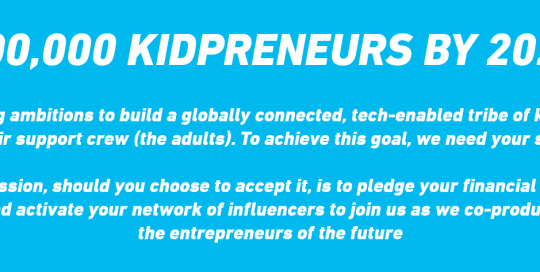 00,000 KIDPRENEURS BY 20
ambitions to build a globally connected, tech-enabled tribe of
support crew (the adults). To achieve this goal, we need your
ssion, should you choose to accept it, is to pledge your financial
activate your network of influencers to join us as we co-produ
the entrepreneurs of the future